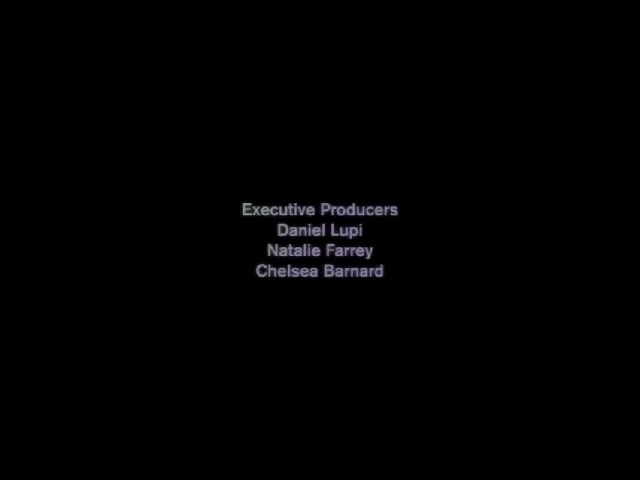 Executive Producers
Daniel Lupi
Natalie Farrey
Chelsea Barnard